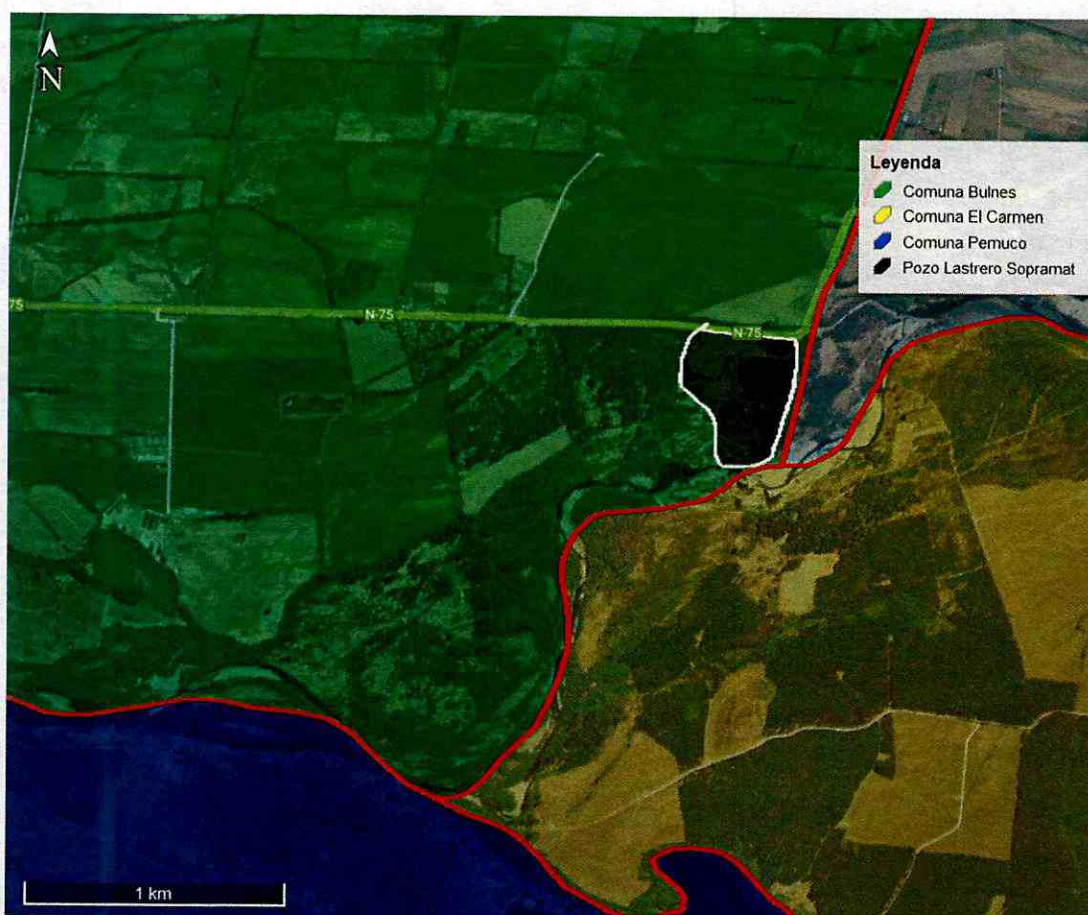 N
Leyenda
Comuna Bulnes
Comuna El Carmen
Comuna Pemuco
Pozo Lastrero Sopramat
75
N-75
N-75
1 km